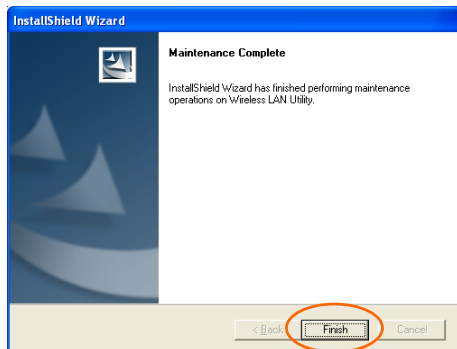 InstallShield Wizard
Maintenance Complete
InstallShield Wizard has finished performing maintenance
operations on Wireless LAN Utility.
< Back
Finish
Cancel